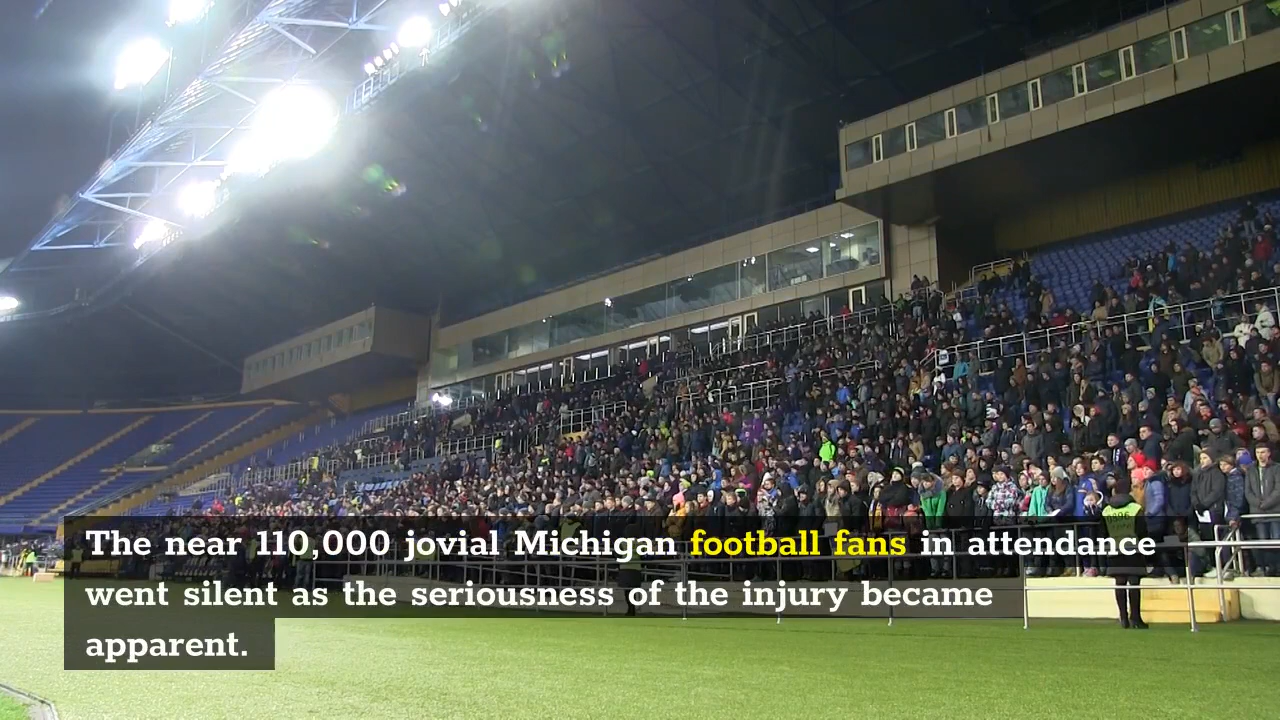 The near 110,000 jovial Michigan football fans in attendance
went silent as the seriousness of the injury became
apparent.